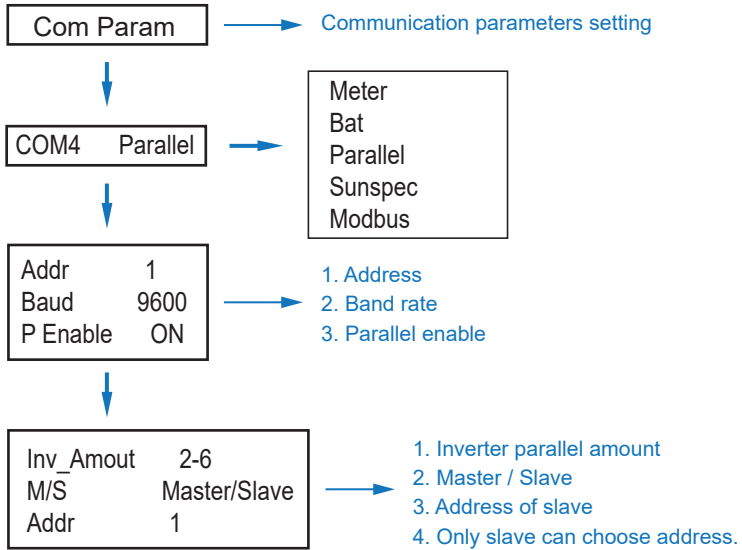 Com Param
Communication parameters setting
COM4 Parallel
Meter
Bat
Parallel
Sunspec
Modbus
Addr 1
Baud 9600
P Enable ON
1. Address
2. Band rate
3. Parallel enable
Inv_Amout 2-6
M/S Master/Slave
Addr 1
1. Inverter parallel amount
2. Master / Slave
3. Address of slave
4. Only slave can choose address.